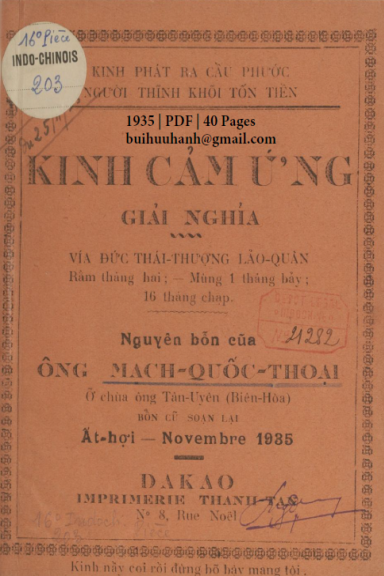 16º Pièce
INDO-CHINOIS
203
KINH PHÁT RA CẦU PHƯỚC
NGƯỜI THỈNH KHỎI TỐN TIỀN
1935 | PDF | 40 Pages
buihuuhanh@gmail.com
KINH CẢM ỨNG
GIẢI NGHĨA
VÍA ĐỨC THÁI-THƯỢNG LÃO-QUÂN
Râm tháng hai ; — Mùng 1 tháng bảy ;
16 tháng chạp.
21282
Nguyên bổn của
ÔNG MẠCH-QUỐC-THOẠI
Ở chùa ông Tân-Uyên (Biên-Hòa)
BỔN CŨ SOẠN LẠI
Ất-hợi — Novembre 1935
DAKAO
IMPRIMERIE THANH-TAN
Nº 8, Rue Noël
Kinh này coi rồi đừng bỏ bậy mang tội.